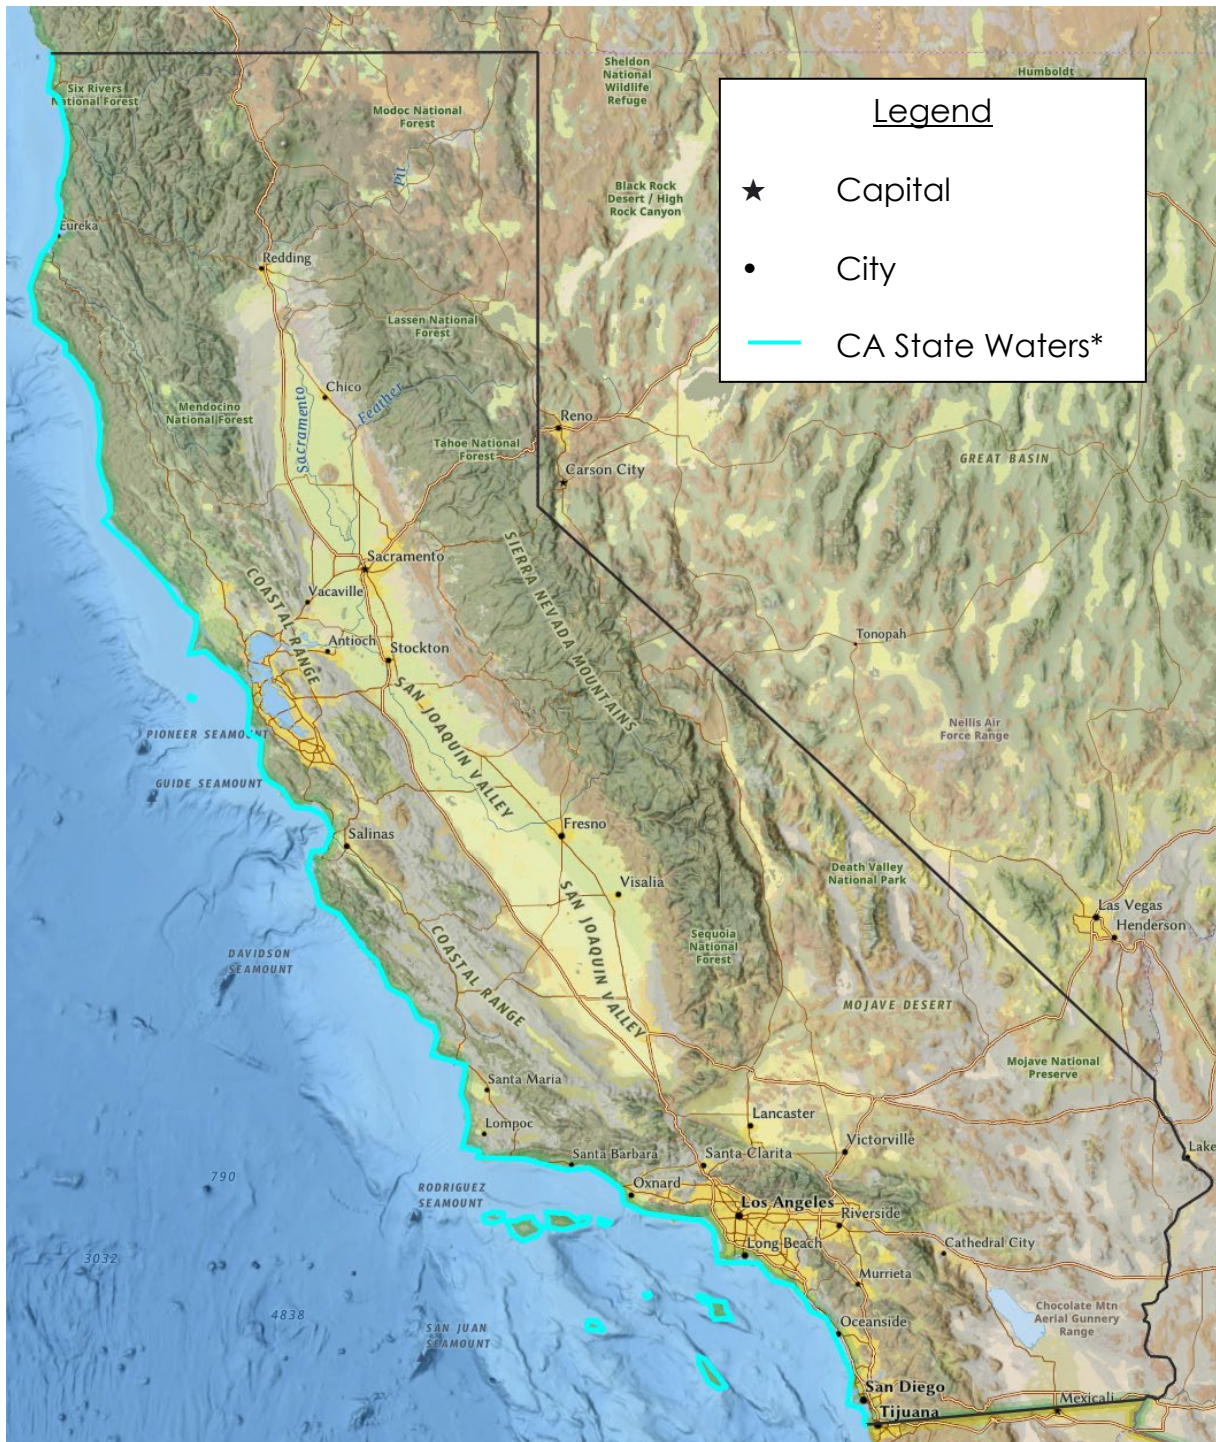 Six Rivers
National Forest
Modoc National
Forest
Sheldon
National
Wildlife
Refuge
Humboldt
Legend
Capital
City
CA State Waters*
Pit
Black Rock
Desert / High
Rock Canyon
Eureka
Redding
Lassen National
Forest
Chico
Feather
Sacramento
Mendocino
National Forest
Tahoe National
Forest
Reno
Carson City
GREAT BASIN
Sacramento
SIERRA NEVADA MOUNTAINS
COASTAL RANGE
Vacaville
Antioch
Stockton
Tonopah
SAN JOAQUIN VALLEY
Nellis Air
Force Range
PIONEER SEAMOUNT
GUIDE SEAMOUNT
Salinas
Fresno
Visalia
Death Valley
National Park
Las Vegas
Henderson
SAN JOAQUIN VALLEY
Sequoia
National
Forest
COASTAL RANGE
DAVIDSON
SEAMOUNT
MOJAVE DESERT
Mojave National
Preserve
Santa Maria
Lompoc
Lancaster
Victorville
Lake
Santa Barbara
Santa Clarita
790
RODRIGUEZ
SEAMOUNT
Oxnard
Los Angeles
Riverside
Long Beach
Cathedral City
3032
Murrieta
4838
Chocolate Mtn
Aerial Gunnery
Range
SAN JUAN
SEAMOUNT
Oceanside
San Diego
Mexicali
Tijuana